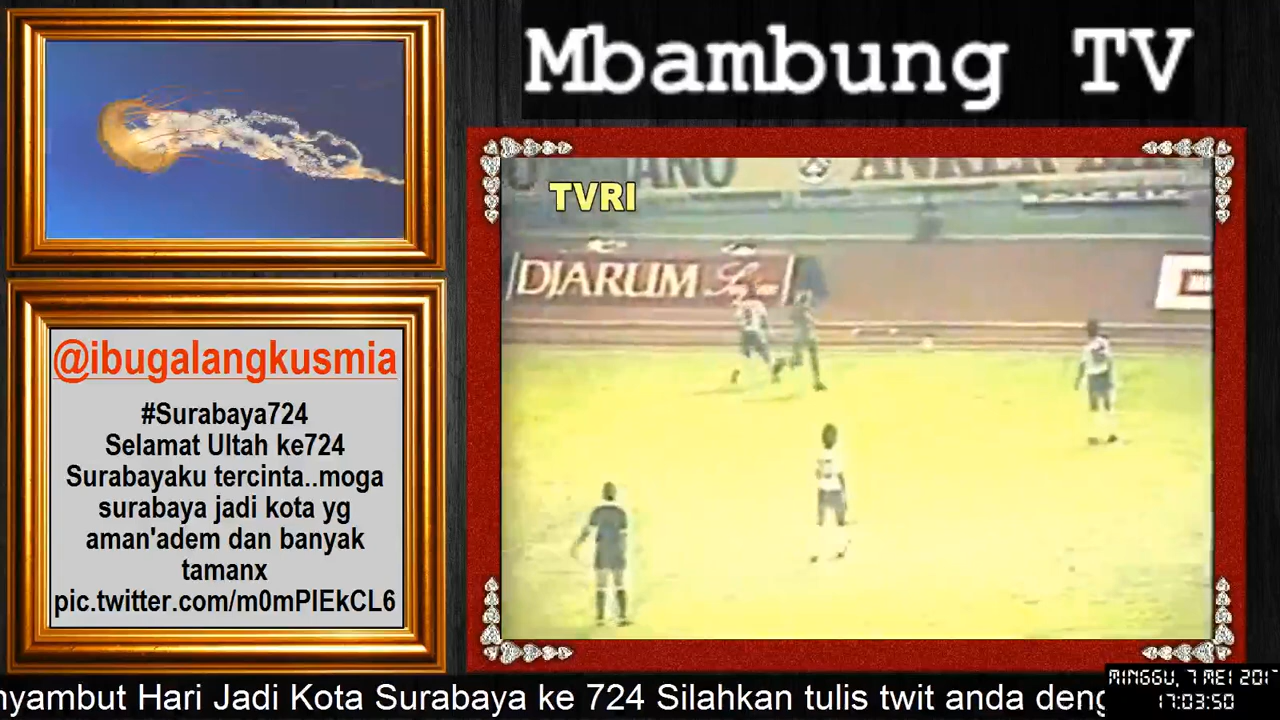 Mbambung TV
TVRI
DJARUM
@ibugalangkusmia
#Surabaya724
Selamat Ultah ke724
Surabayaku tercinta..moga
surabaya jadi kota yg
aman'adem dan banyak
tamanx
pic.twitter.com/m0mPIEkCL6
nyambut Hari Jadi Kota Surabaya ke 724 Silahkan tulis twit anda deng
MINGGU, 7 MEI 201
17:03:50